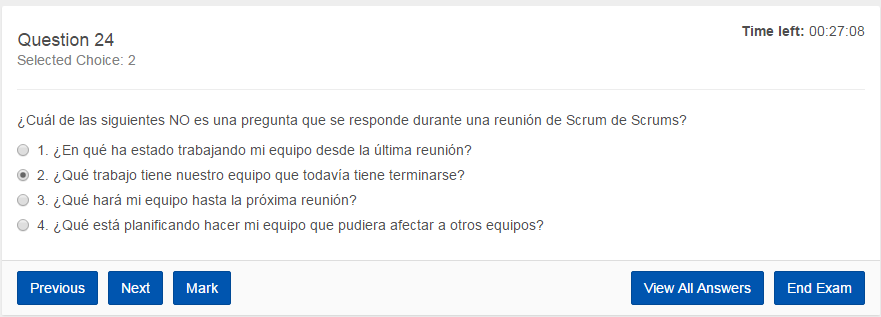 Question 24
Time left: 00:27:08
Selected Choice: 2
¿Cuál de las siguientes NO es una pregunta que se responde durante una reunión de Scrum de Scrums?
1. ¿En qué ha estado trabajando mi equipo desde la última reunión?
2. ¿Qué trabajo tiene nuestro equipo que todavía tiene terminarse?
3. ¿Qué hará mi equipo hasta la próxima reunión?
4. ¿Qué está planificando hacer mi equipo que pudiera afectar a otros equipos?
Previous Next Mark View All Answers End Exam